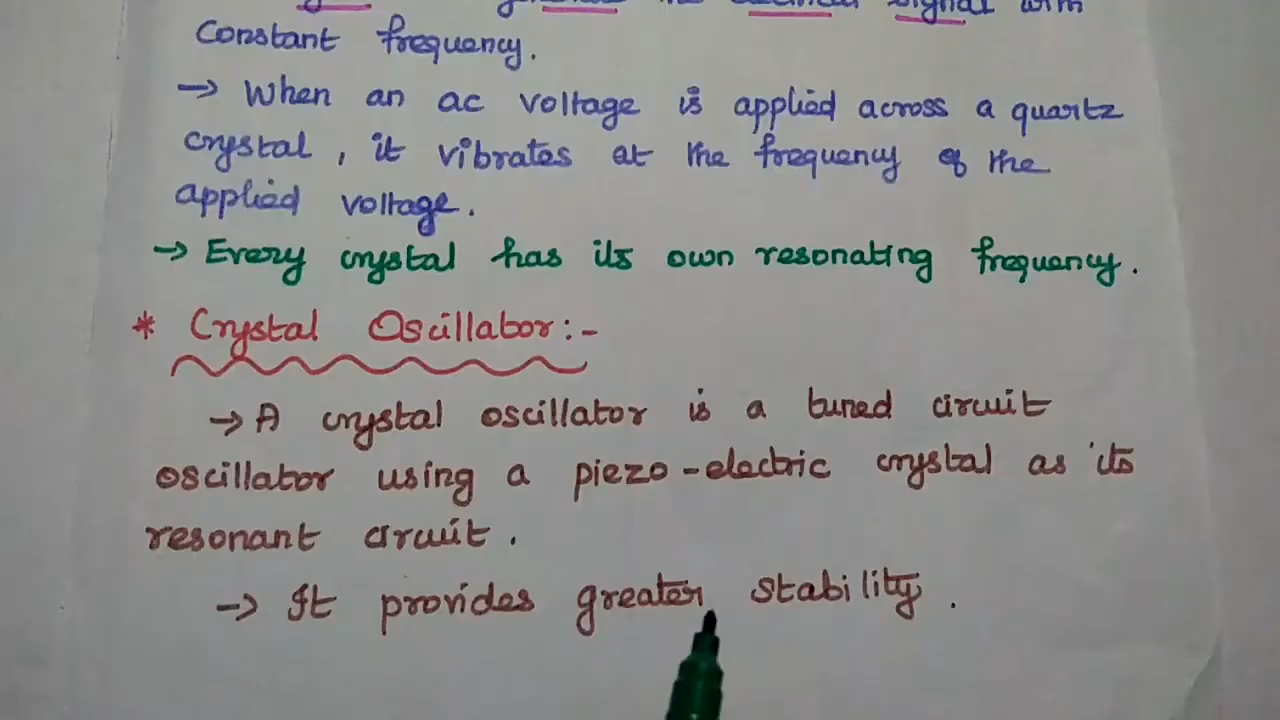 signal with
Constant frequency.
→ When an ac voltage is applied across a quartz
crystal, it vibrates at the frequency of the
applied voltage.
→ Every crystal has its own resonating frequency.
* Crystal Oscillator:-
→ A crystal oscillator is a tuned circuit
oscillator using a piezo-electric crystal as its
resonant circuit.
→ It provides greater stability.